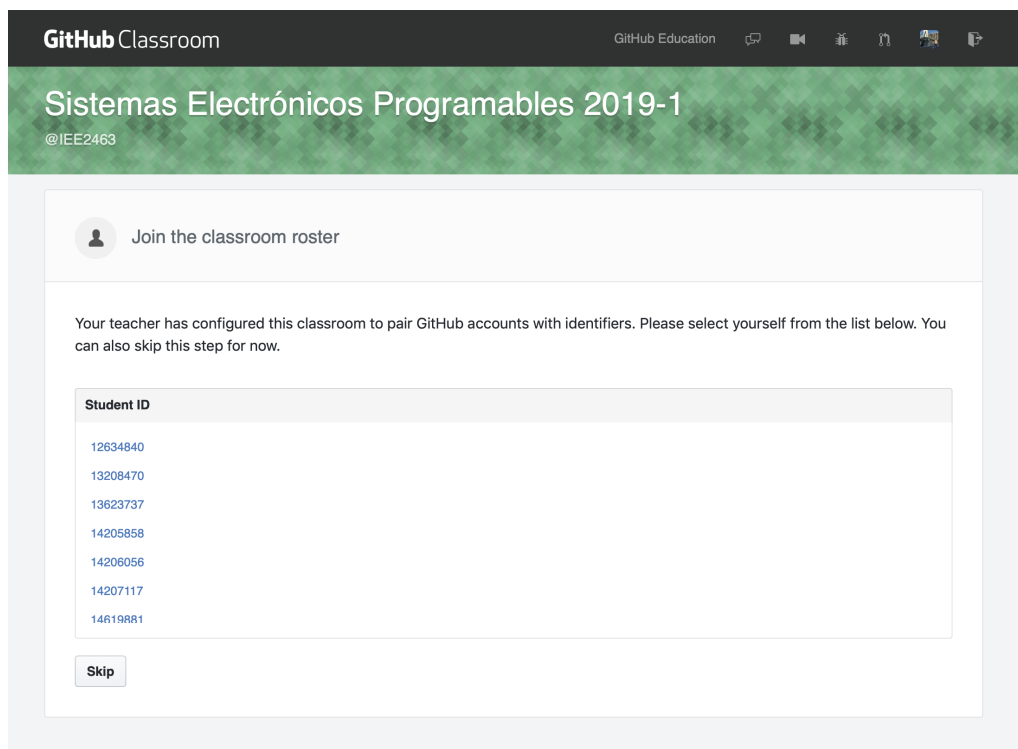 GitHub Classroom
GitHub Education
Sistemas Electrónicos Programables 2019-1
@IEE2463
Join the classroom roster
Your teacher has configured this classroom to pair GitHub accounts with identifiers. Please select yourself from the list below. You
can also skip this step for now.
Student ID
12634840
13208470
13623737
14205858
14206056
14207117
14619881
Skip